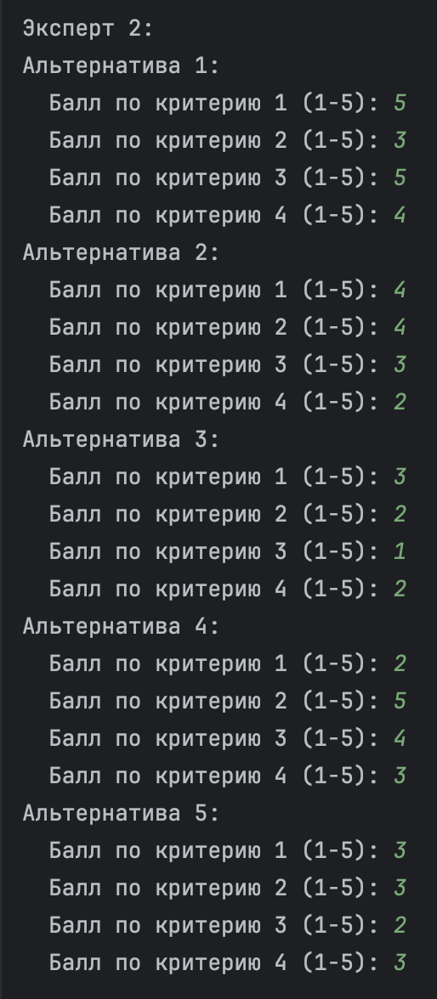 Эксперт 2:
Альтернатива 1:
Балл по критерию 1 (1-5): 5
Балл по критерию 2 (1-5): 3
Балл по критерию 3 (1-5): 5
Балл по критерию 4 (1-5): 4
Альтернатива 2:
Балл по критерию 1 (1-5): 4
Балл по критерию 2 (1-5): 4
Балл по критерию 3 (1-5): 3
Балл по критерию 4 (1-5): 2
Альтернатива 3:
Балл по критерию 1 (1-5): 3
Балл по критерию 2 (1-5): 2
Балл по критерию 3 (1-5): 1
Балл по критерию 4 (1-5): 2
Альтернатива 4:
Балл по критерию 1 (1-5): 2
Балл по критерию 2 (1-5): 5
Балл по критерию 3 (1-5): 4
Балл по критерию 4 (1-5): 3
Альтернатива 5:
Балл по критерию 1 (1-5): 3
Балл по критерию 2 (1-5): 3
Балл по критерию 3 (1-5): 2
Балл по критерию 4 (1-5): 3